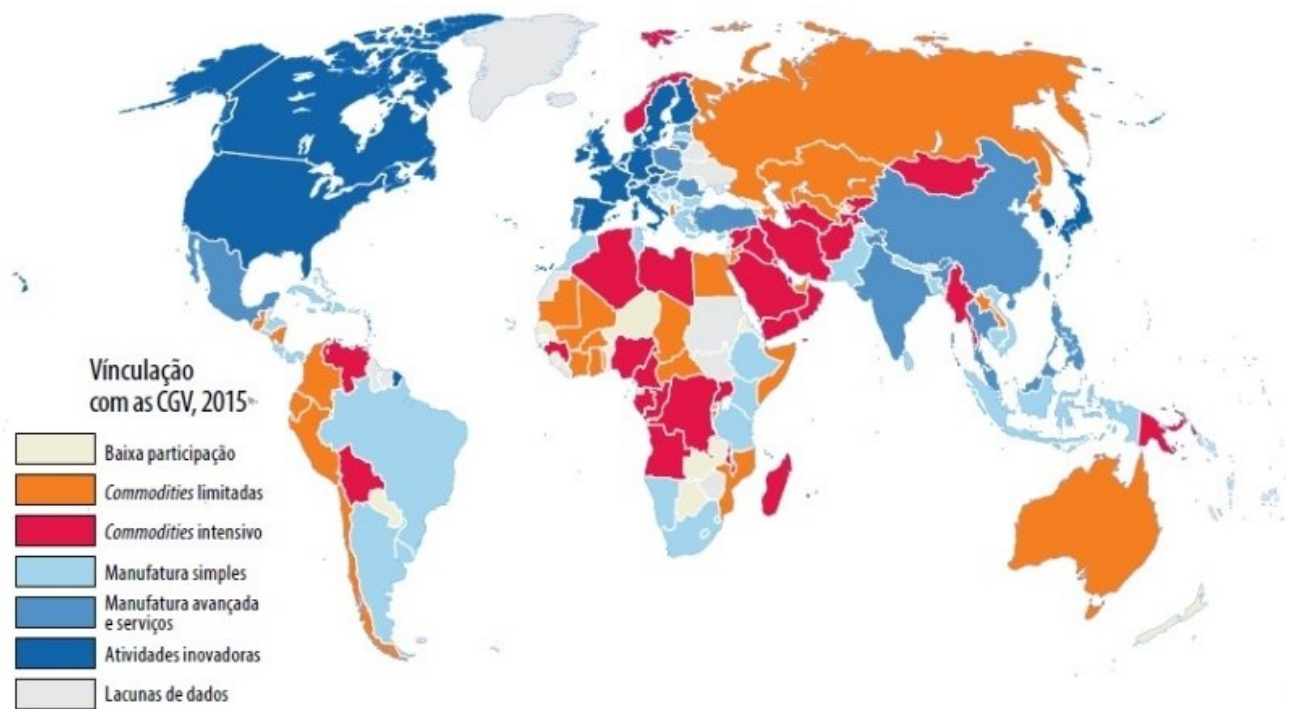 Vínculação
com as CGV, 2015
Baixa participação
Commodities limitadas
Commodities intensivo
Manufatura simples
Manufatura avançada
e serviços
Atividades inovadoras
Lacunas de dados